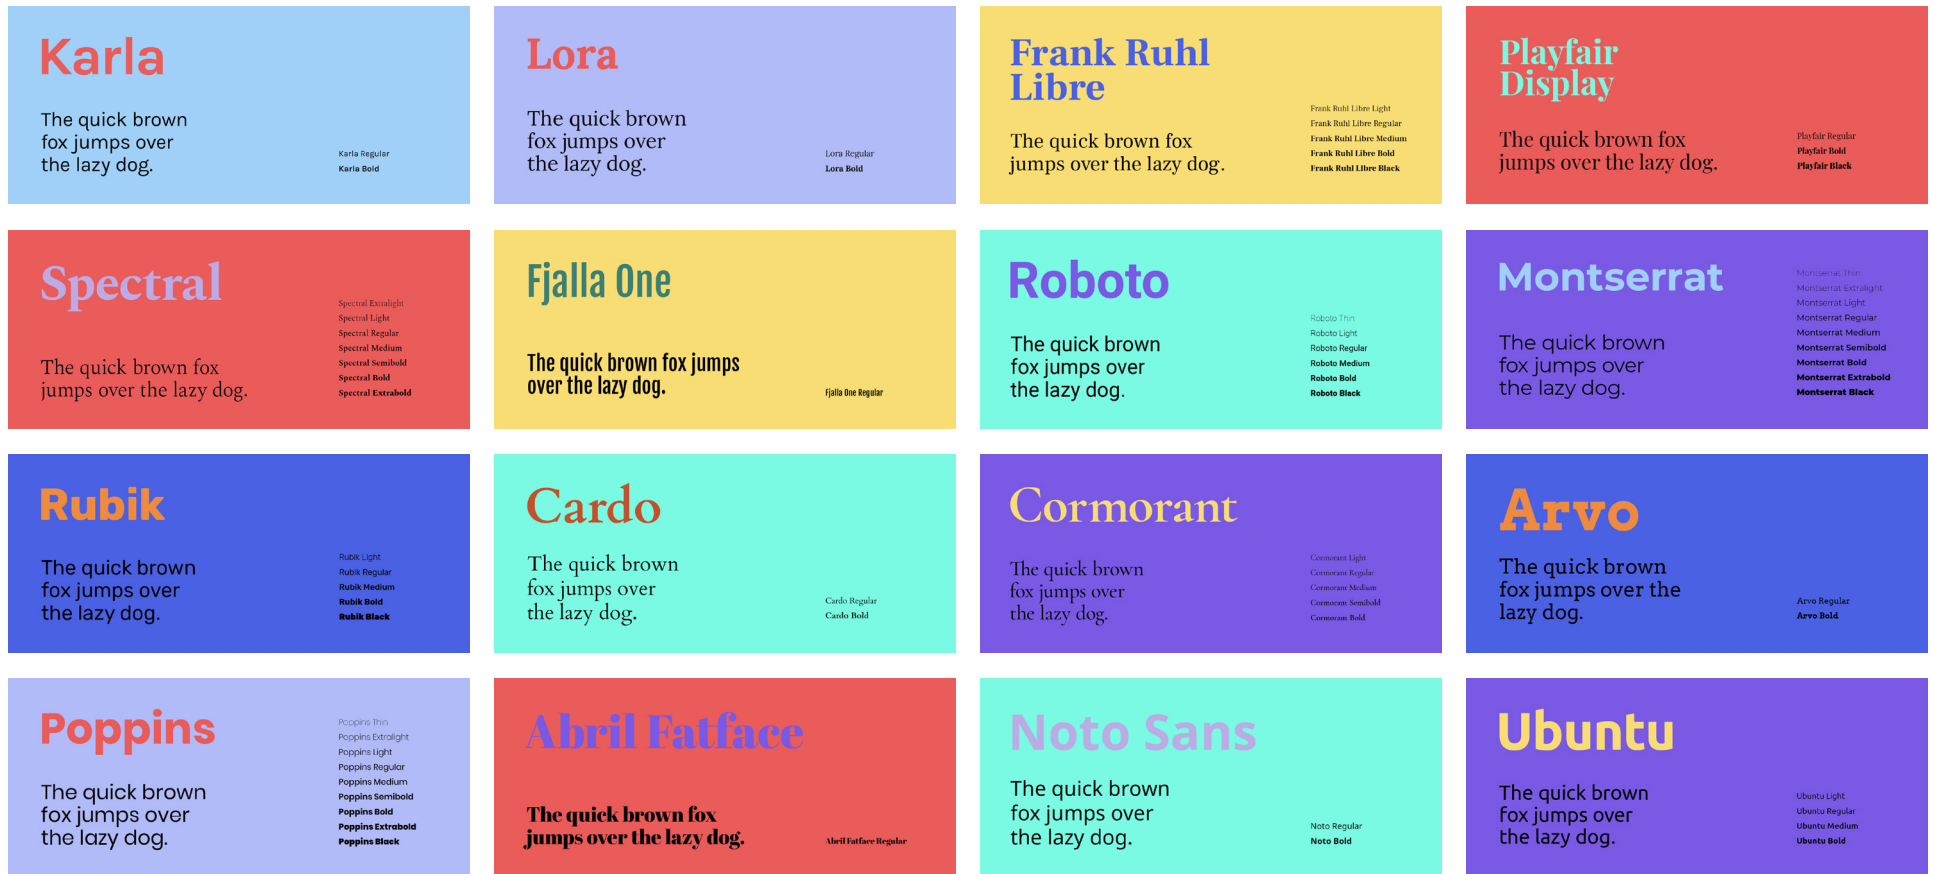 Karla
The quick brown
fox jumps over
the lazy dog.
Karla Regular
Karla Bold
Lora
The quick brown
fox jumps over
the lazy dog.
Lora Regular
Lora Bold
Frank Ruhl
Libre
The quick brown fox
jumps over the lazy dog.
Frank Ruhl Libre Light
Frank Ruhl Libre Regular
Frank Ruhl Libre Medium
Frank Ruhl Libre Bold
Frank Ruhl Libre Black
Playfair
Display
The quick brown fox
jumps over the lazy dog.
Playfair Regular
Playfair Bold
Playfair Black
Spectral
The quick brown fox
jumps over the lazy dog.
Spectral Extralight
Spectral Light
Spectral Regular
Spectral Medium
Spectral Semibold
Spectral Bold
Spectral Extrabold
Fjalla One
The quick brown fox jumps
over the lazy dog.
Fjalla One Regular
Roboto
The quick brown
fox jumps over
the lazy dog.
Roboto Thin
Roboto Light
Roboto Regular
Roboto Medium
Roboto Bold
Roboto Black
Montserrat
The quick brown
fox jumps over
the lazy dog.
Montserrat Thin
Montserrat Extralight
Montserrat Light
Montserrat Regular
Montserrat Medium
Montserrat Semibold
Montserrat Bold
Montserrat Extrabold
Montserrat Black
Rubik
The quick brown
fox jumps over
the lazy dog.
Rubik Light
Rubik Regular
Rubik Medium
Rubik Bold
Rubik Black
Cardo
The quick brown
fox jumps over
the lazy dog.
Cardo Regular
Cardo Bold
Cormorant
The quick brown
fox jumps over
the lazy dog.
Cormorant Light
Cormorant Regular
Cormorant Medium
Cormorant Semibold
Cormorant Bold
Arvo
The quick brown
fox jumps over the
lazy dog.
Arvo Regular
Arvo Bold
Poppins
The quick brown
fox jumps over
the lazy dog.
Poppins Thin
Poppins Extralight
Poppins Light
Poppins Regular
Poppins Medium
Poppins Semibold
Poppins Bold
Poppins Extrabold
Poppins Black
Abril Fatface
The quick brown fox
jumps over the lazy dog.
Abril Fatface Regular
Noto Sans
The quick brown
fox jumps over
the lazy dog.
Noto Regular
Noto Bold
Ubuntu
The quick brown
fox jumps over
the lazy dog.
Ubuntu Light
Ubuntu Regular
Ubuntu Medium
Ubuntu Bold